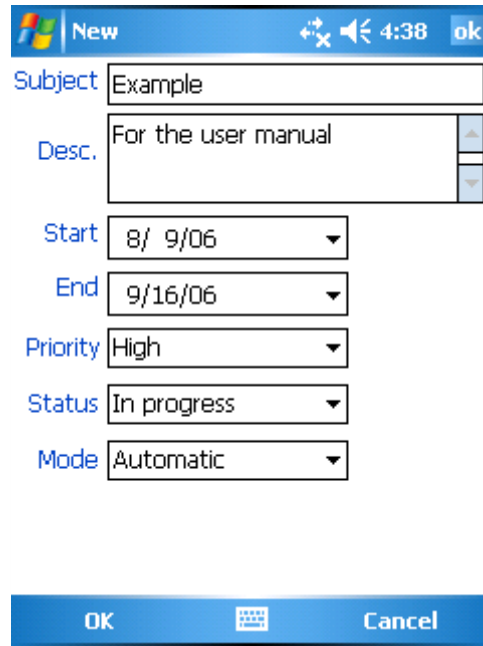 New 4:38 ok
Subject Example
Desc. For the user manual
Start 8/ 9/06
End 9/16/06
Priority High
Status In progress
Mode Automatic
OK Cancel